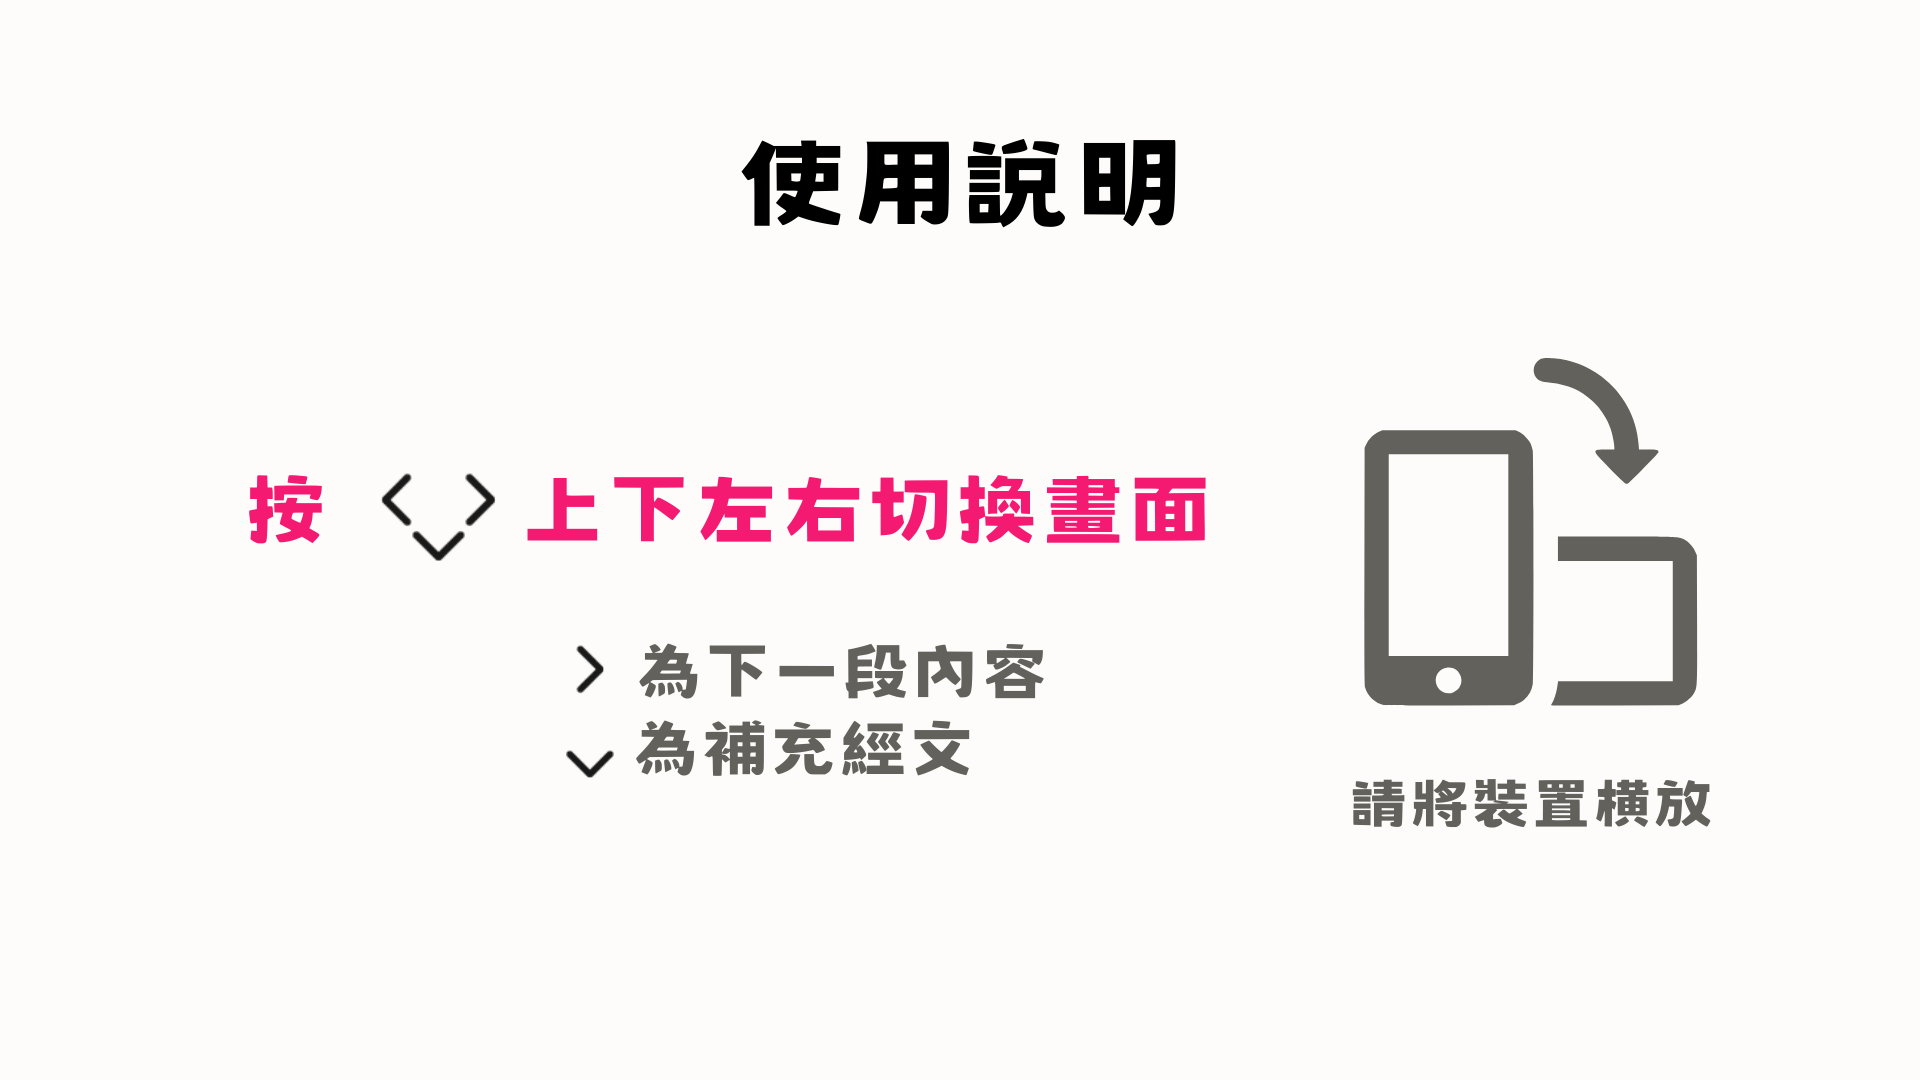 使用說明
按 上下左右切換畫面
為下一段內容
為補充經文
請將裝置橫放